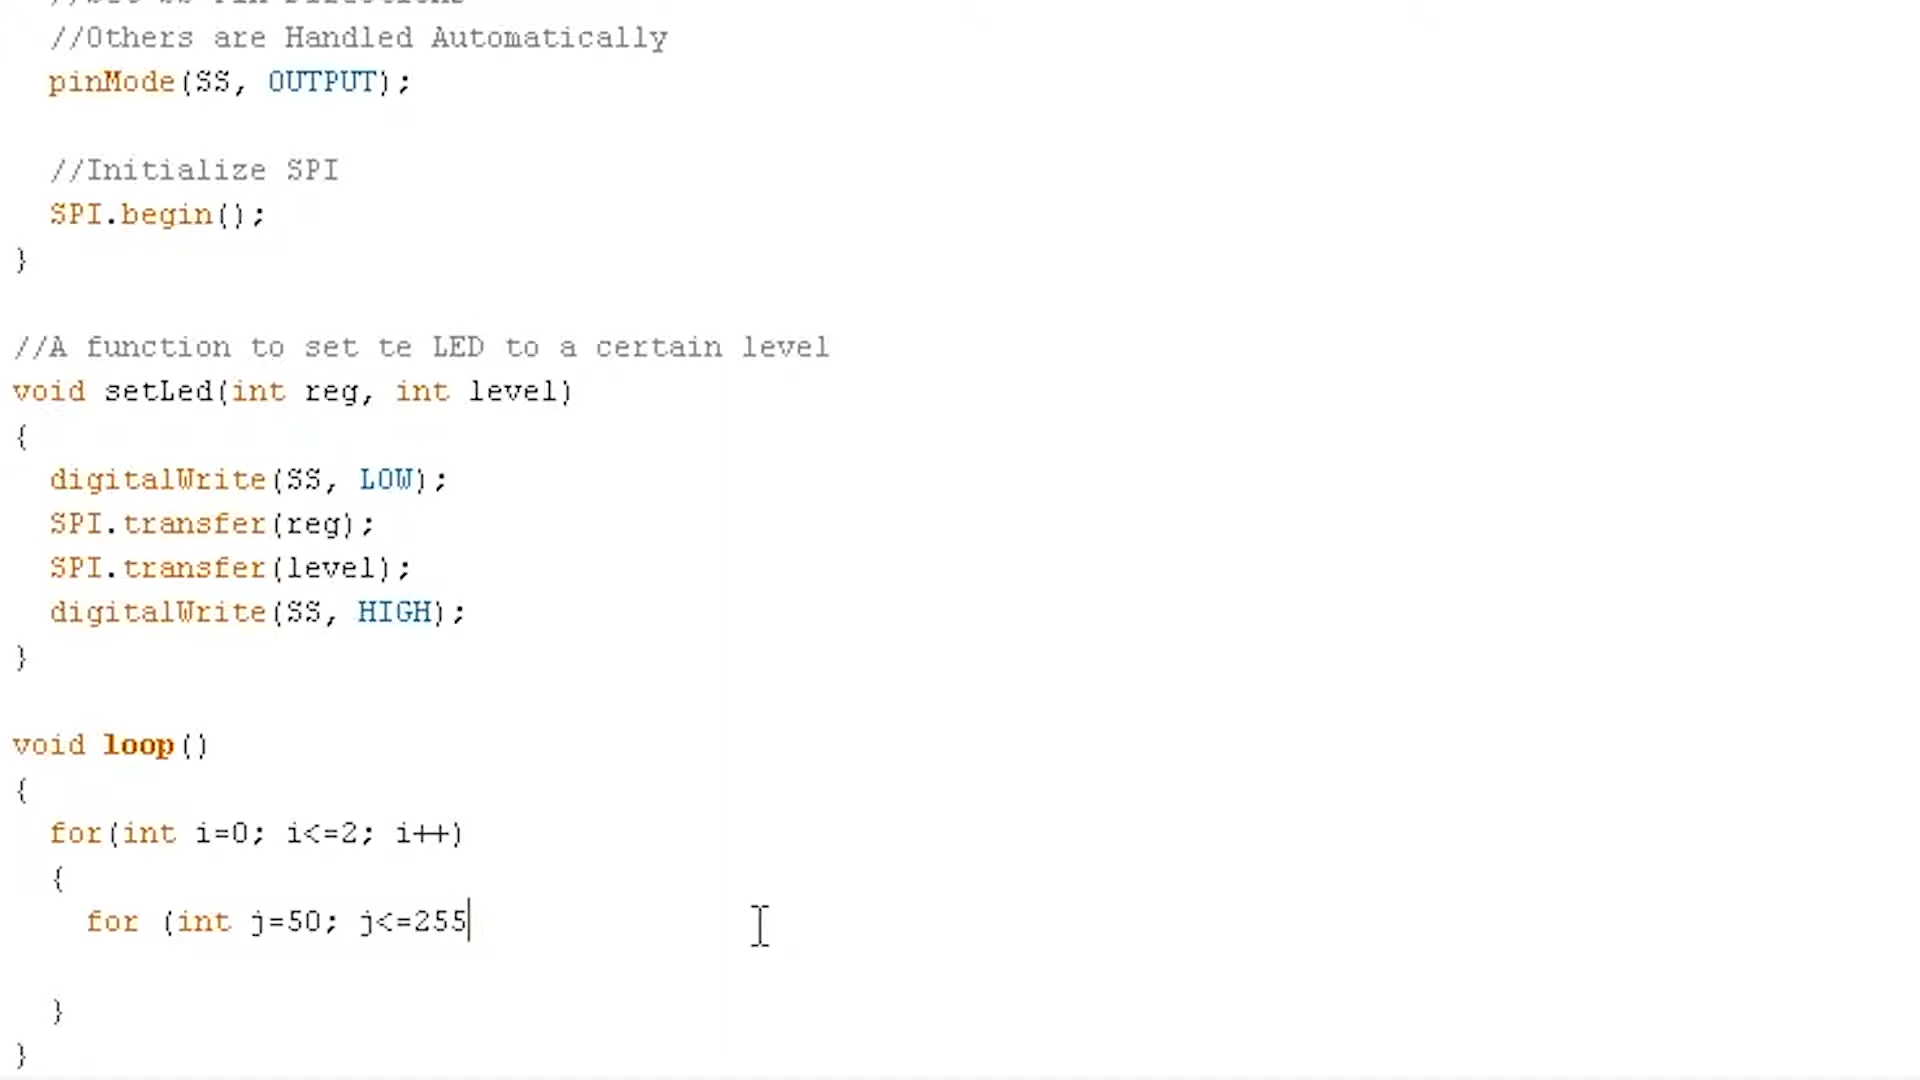 //Others are Handled Automatically
pinMode(SS, OUTPUT);
//Initialize SPI
SPI.begin();
}
//A function to set te LED to a certain level
void setLed(int reg, int level)
{
digitalWrite(SS, LOW);
SPI.transfer(reg);
SPI.transfer(level);
digitalWrite(SS, HIGH);
}
void loop()
{
for(int i=0; i<=2; i++)
{
for (int j=50; j<=255
}
}